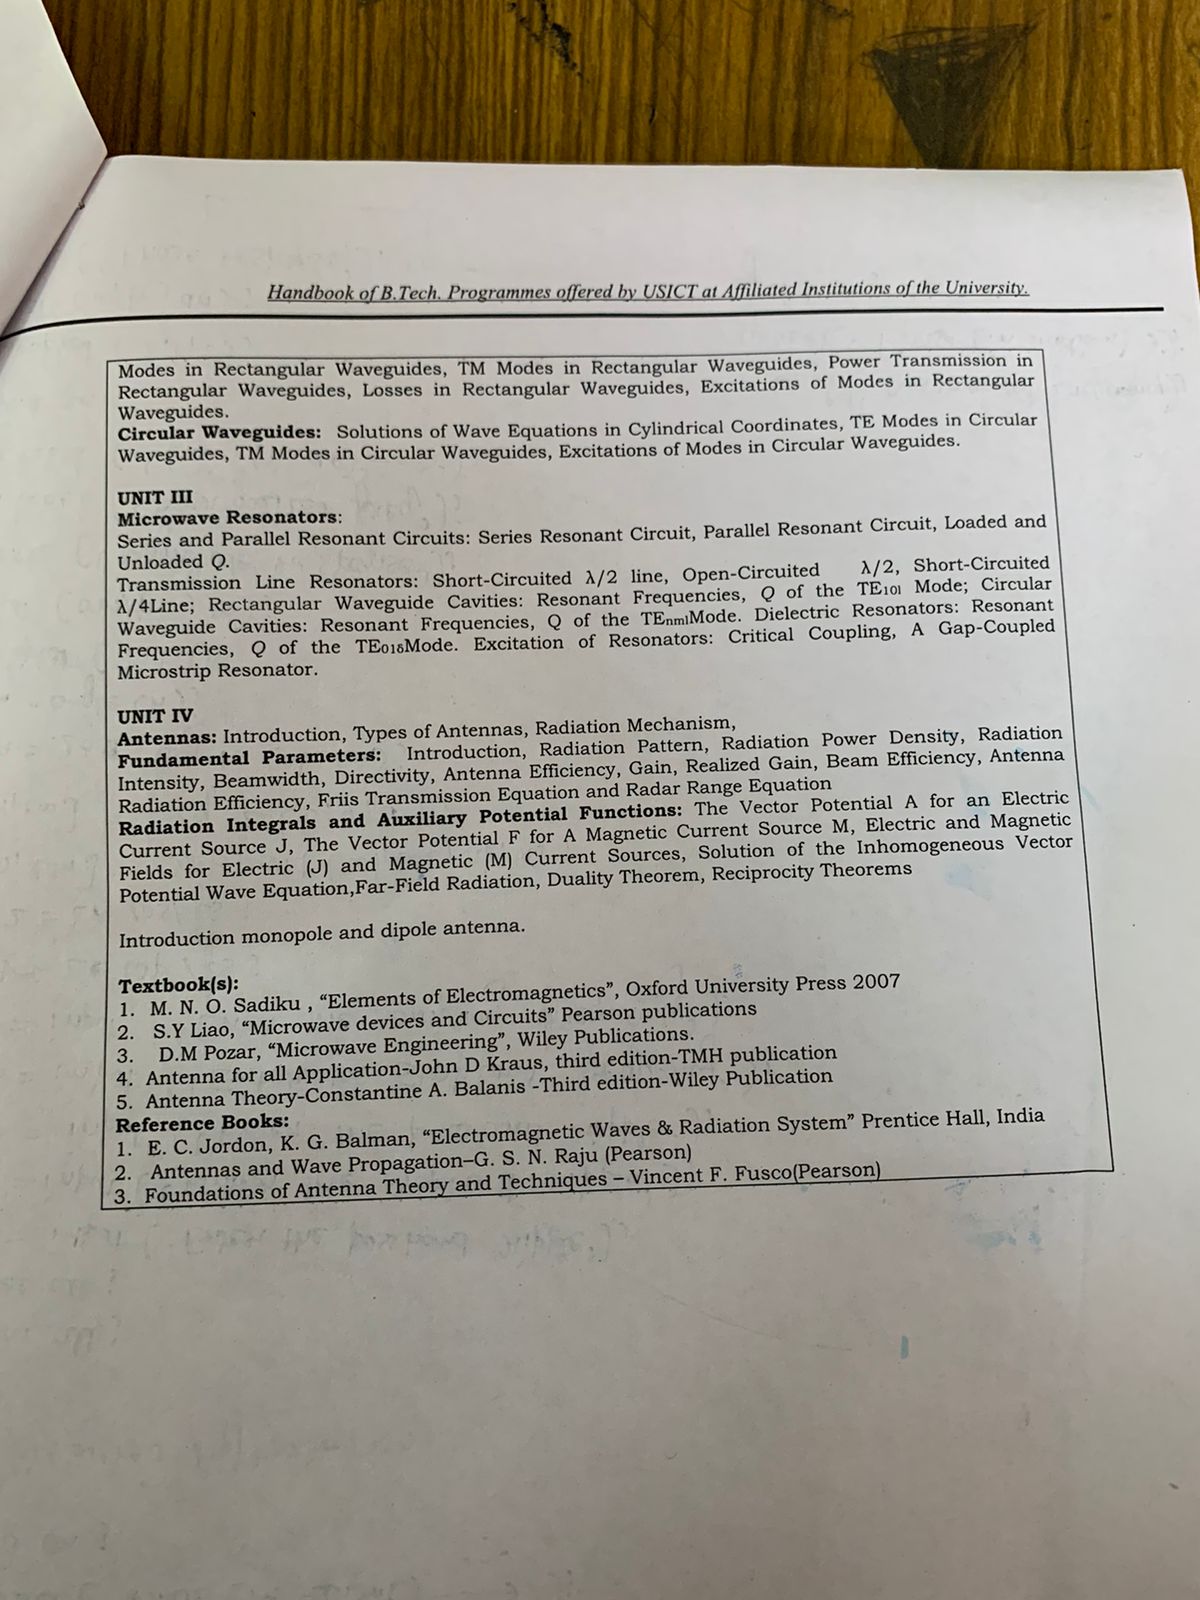 Handbook of B.Tech. Programmes offered by USICT at Affiliated Institutions of the University.
Modes in Rectangular Waveguides, TM Modes in Rectangular Waveguides, Power Transmission in
Rectangular Waveguides, Losses in Rectangular Waveguides, Excitations of Modes in Rectangular
Waveguides.
Circular Waveguides: Solutions of Wave Equations in Cylindrical Coordinates, TE Modes in Circular
Waveguides, TM Modes in Circular Waveguides, Excitations of Modes in Circular Waveguides.
UNIT III
Microwave Resonators:
Series and Parallel Resonant Circuits: Series Resonant Circuit, Parallel Resonant Circuit, Loaded and
Unloaded Q.
Transmission Line Resonators: Short-Circuited λ/2 line, Open-Circuited λ/2, Short-Circuited
λ/4Line; Rectangular Waveguide Cavities: Resonant Frequencies, Q of the TE101 Mode; Circular
Waveguide Cavities: Resonant Frequencies, Q of the TEnmlMode. Dielectric Resonators: Resonant
Frequencies, Q of the TE01δMode. Excitation of Resonators: Critical Coupling, A Gap-Coupled
Microstrip Resonator.
UNIT IV
Antennas: Introduction, Types of Antennas, Radiation Mechanism,
Fundamental Parameters: Introduction, Radiation Pattern, Radiation Power Density, Radiation
Intensity, Beamwidth, Directivity, Antenna Efficiency, Gain, Realized Gain, Beam Efficiency, Antenna
Radiation Efficiency, Friis Transmission Equation and Radar Range Equation
Radiation Integrals and Auxiliary Potential Functions: The Vector Potential A for an Electric
Current Source J, The Vector Potential F for A Magnetic Current Source M, Electric and Magnetic
Fields for Electric (J) and Magnetic (M) Current Sources, Solution of the Inhomogeneous Vector
Potential Wave Equation,Far-Field Radiation, Duality Theorem, Reciprocity Theorems
Introduction monopole and dipole antenna.
Textbook(s):
1. M. N. O. Sadiku , “Elements of Electromagnetics”, Oxford University Press 2007
2. S.Y Liao, “Microwave devices and Circuits” Pearson publications
3. D.M Pozar, “Microwave Engineering”, Wiley Publications.
4. Antenna for all Application-John D Kraus, third edition-TMH publication
5. Antenna Theory-Constantine A. Balanis -Third edition-Wiley Publication
Reference Books:
1. E. C. Jordon, K. G. Balman, “Electromagnetic Waves & Radiation System” Prentice Hall, India
2. Antennas and Wave Propagation–G. S. N. Raju (Pearson)
3. Foundations of Antenna Theory and Techniques – Vincent F. Fusco(Pearson)